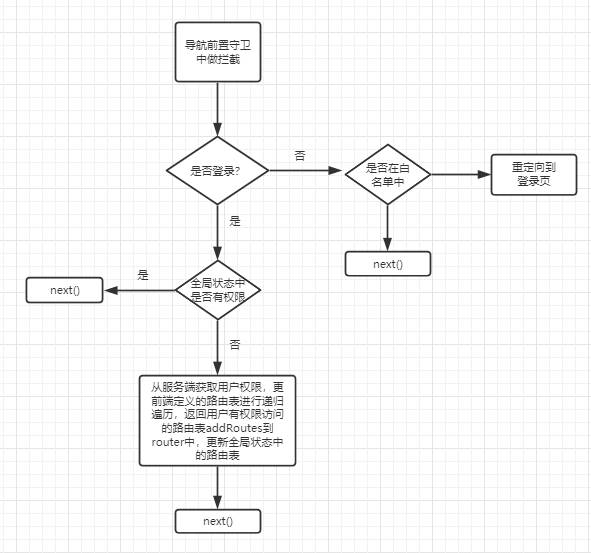 导航前置守卫
中做拦截
是否登录?
否
是否在白
名单中
重定向到
登录页
是
next()
全局状态中
是否有权限
是
next()
否
从服务端获取用户权限，更
前端定义的路由表进行递归
遍历，返回用户有权限访问
的路由表addRoutes到
router中，更新全局状态中
的路由表
next()